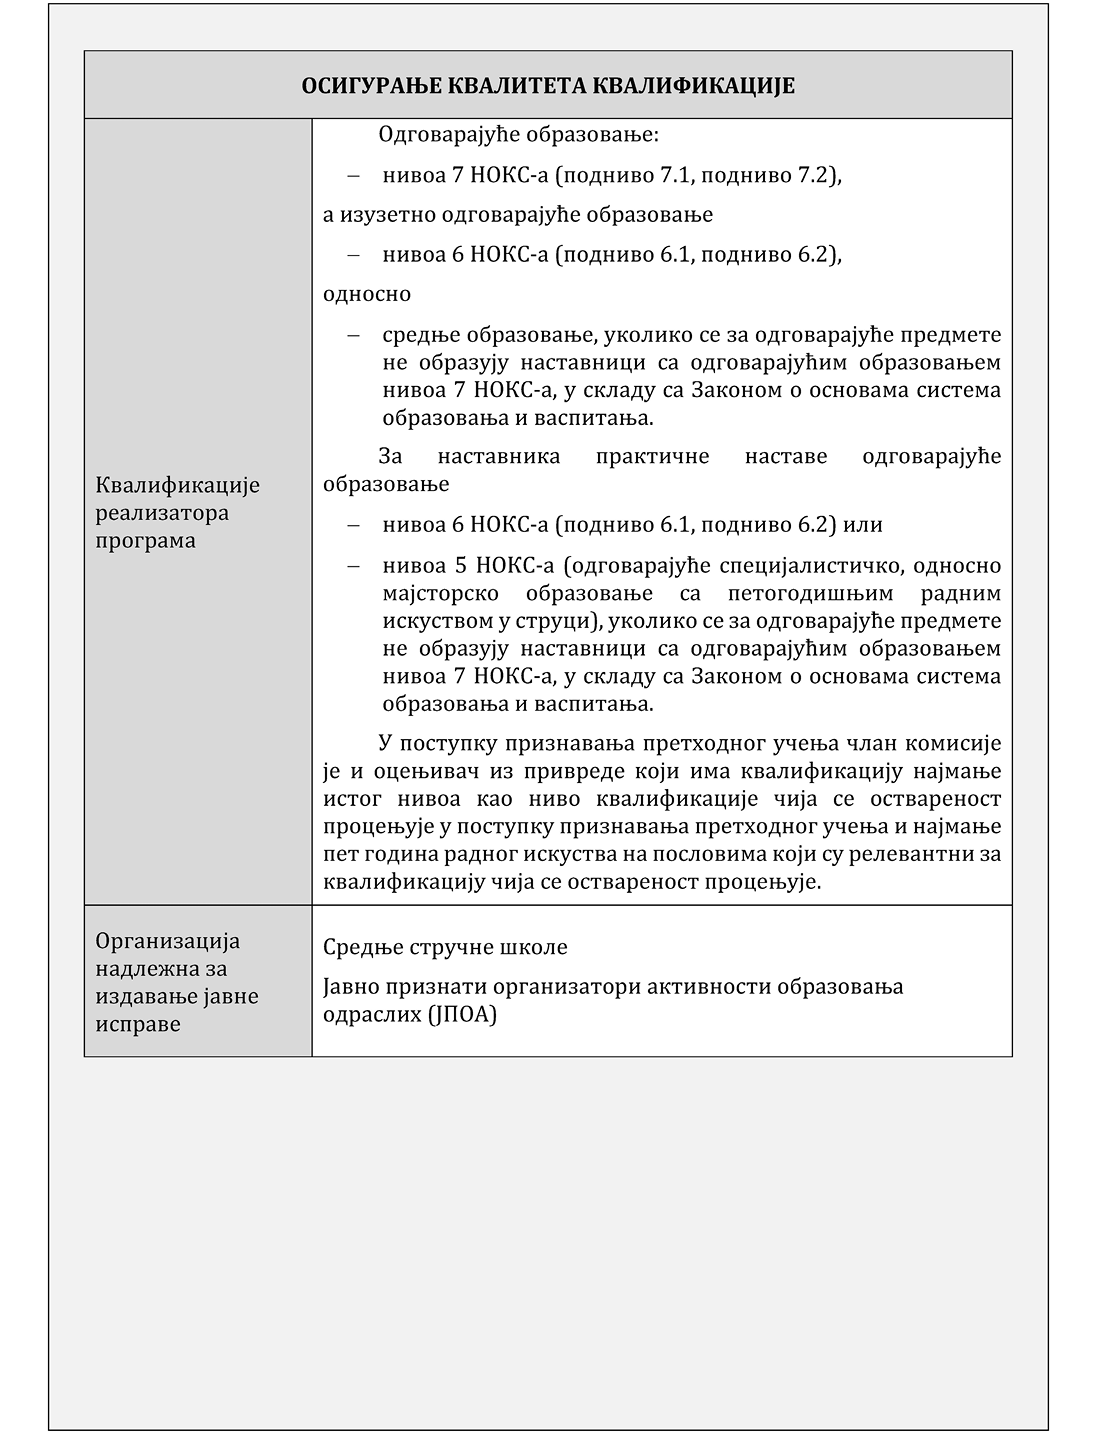 ОСИГУРАЊЕ КВАЛИТЕТА КВАЛИФИКАЦИЈЕ
Квалификације
реализатора
програма
Одговарајуће образовање:
– нивоа 7 НОКС-а (подниво 7.1, подниво 7.2),
а изузетно одговарајуће образовање
– нивоа 6 НОКС-а (подниво 6.1, подниво 6.2),
односно
– средње образовање, уколико се за одговарајуће предмете
не образују наставници са одговарајућим образовањем
нивоа 7 НОКС-а, у складу са Законом о основама система
образовања и васпитања.
За наставника практичне наставе одговарајуће
образовање
– нивоа 6 НОКС-а (подниво 6.1, подниво 6.2) или
– нивоа 5 НОКС-а (одговарајуће специјалистичко, односно
мајсторско образовање са петогодишњим радним
искуством у струци), уколико се за одговарајуће предмете
не образују наставници са одговарајућим образовањем
нивоа 7 НОКС-а, у складу са Законом о основама система
образовања и васпитања.
У поступку признавања претходног учења члан комисије
је и оцењивач из привреде који има квалификацију најмање
истог нивоа као ниво квалификације чија се оствареност
процењује у поступку признавања претходног учења и најмање
пет година радног искуства на пословима који су релевантни за
квалификацију чија се оствареност процењује.
Организација
надлежна за
издавање јавне
исправе
Средње стручне школе
Јавно признати организатори активности образовања
одраслих (ЈПОА)